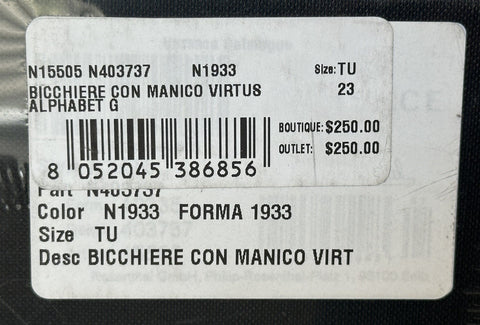 N15505 N403737 N1933 Size: TU
BICCHIERE CON MANICO VIRTUS 23
ALPHABET G
BOUTIQUE: $250.00
OUTLET: $250.00
8 052045 386856
Part N403737
Color N1933 FORMA 1933
Size TU
Desc BICCHIERE CON MANICO VIRT